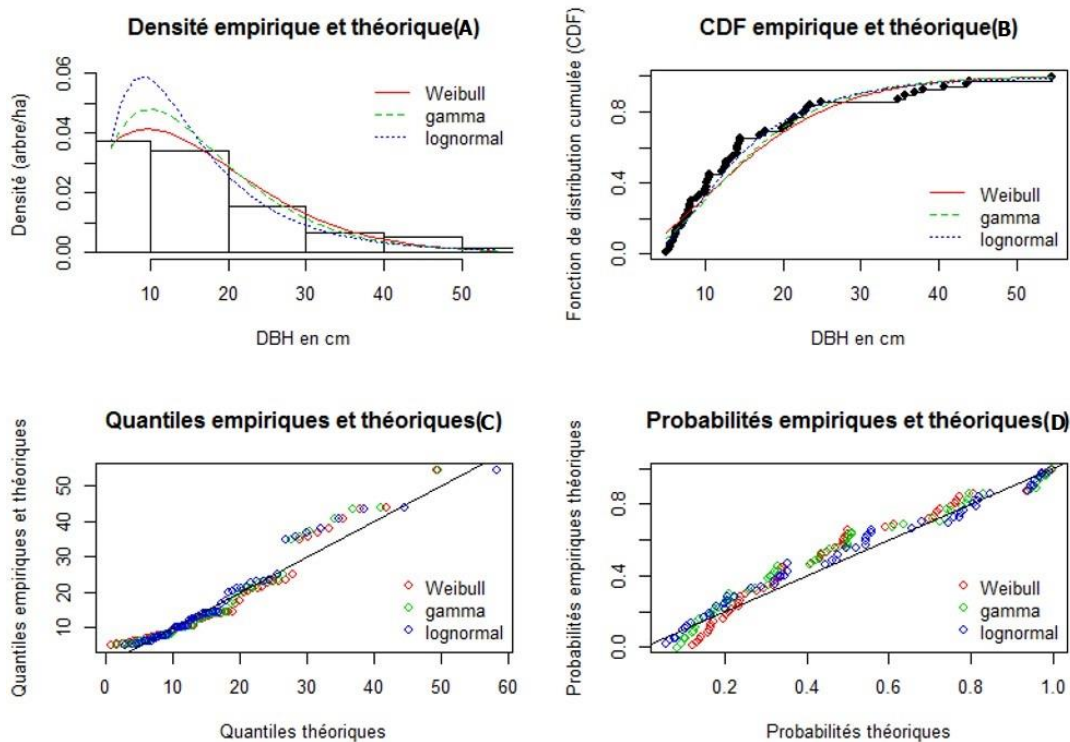 Densité empirique et théorique(A)
Densité (arbre/ha)
0.06
0.04
0.02
0.00
Weibull
gamma
lognormal
10 20 30 40 50
DBH en cm
CDF empirique et théorique(B)
Fonction de distribution cumulée (CDF)
0.8
0.4
0.0
Weibull
gamma
lognormal
10 20 30 40 50
DBH en cm
Quantiles empiriques et théoriques(C)
Quantiles empiriques et théoriques
50
40
30
20
10
Weibull
gamma
lognormal
0 10 20 30 40 50 60
Quantiles théoriques
Probabilités empiriques et théoriques(D)
Probabilités empiriques théoriques
0.8
0.4
0.0
Weibull
gamma
lognormal
0.2 0.4 0.6 0.8 1.0
Probabilités théoriques